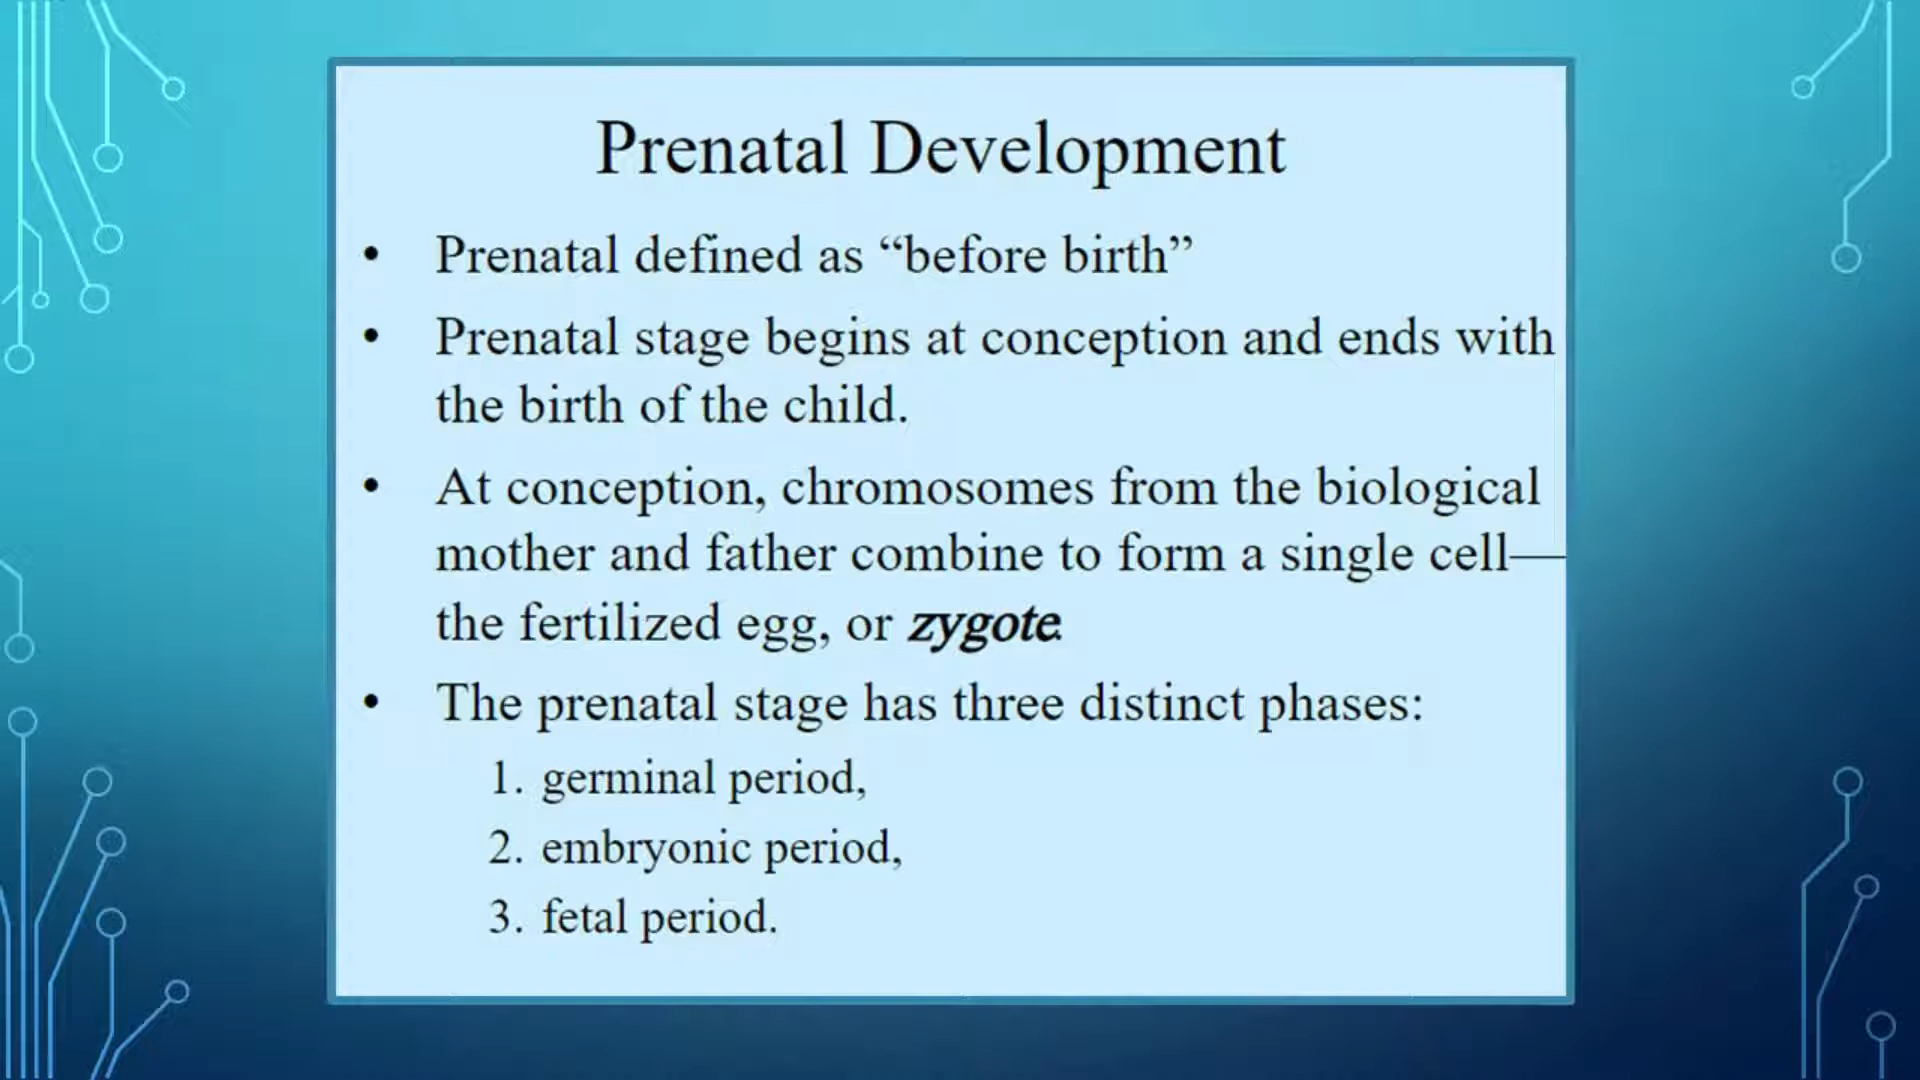 Prenatal Development
• Prenatal defined as “before birth”
• Prenatal stage begins at conception and ends with
the birth of the child.
• At conception, chromosomes from the biological
mother and father combine to form a single cell—
the fertilized egg, or zygote.
• The prenatal stage has three distinct phases:
1. germinal period,
2. embryonic period,
3. fetal period.